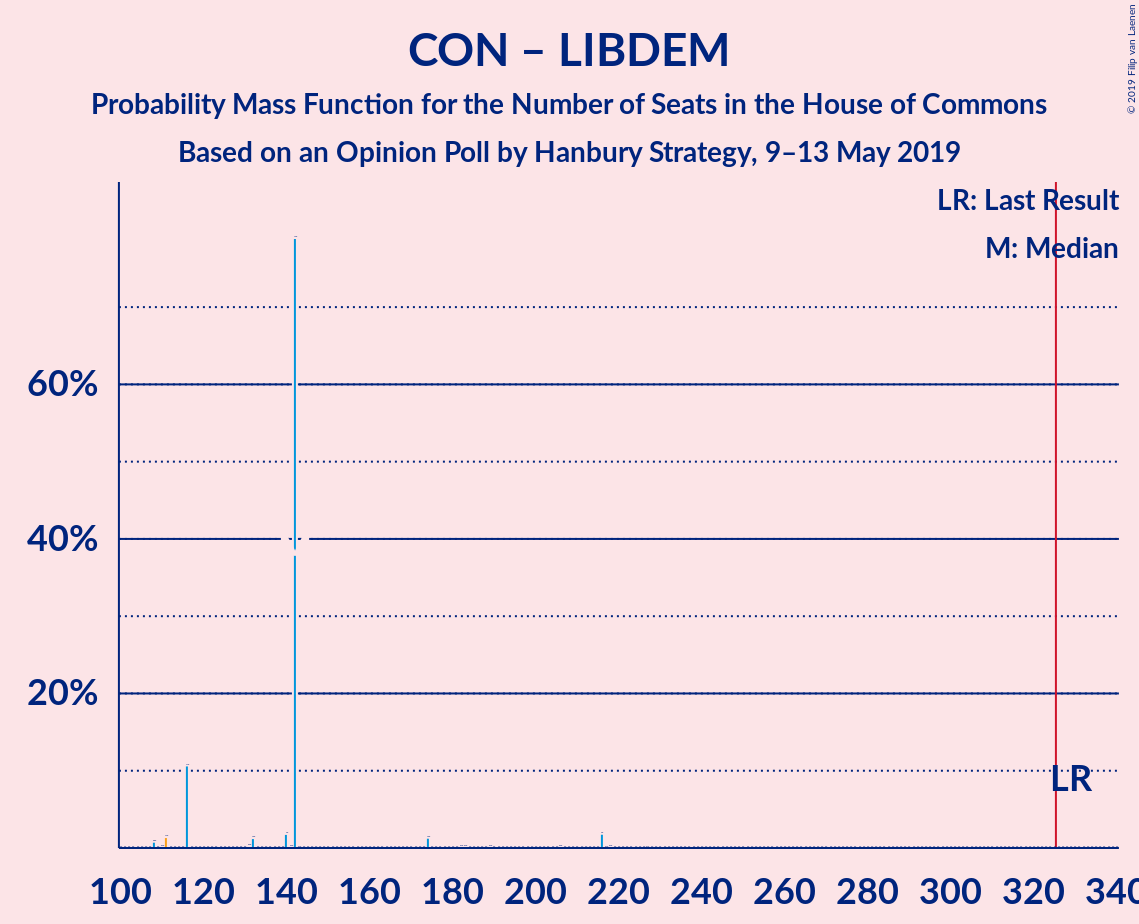 CON – LIBDEM
Probability Mass Function for the Number of Seats in the House of Commons
Based on an Opinion Poll by Hanbury Strategy, 9–13 May 2019
© 2019 Filip van Laenen
LR: Last Result
M: Median
60%
40%
20%
LR
100 120 140 160 180 200 220 240 260 280 300 320 340